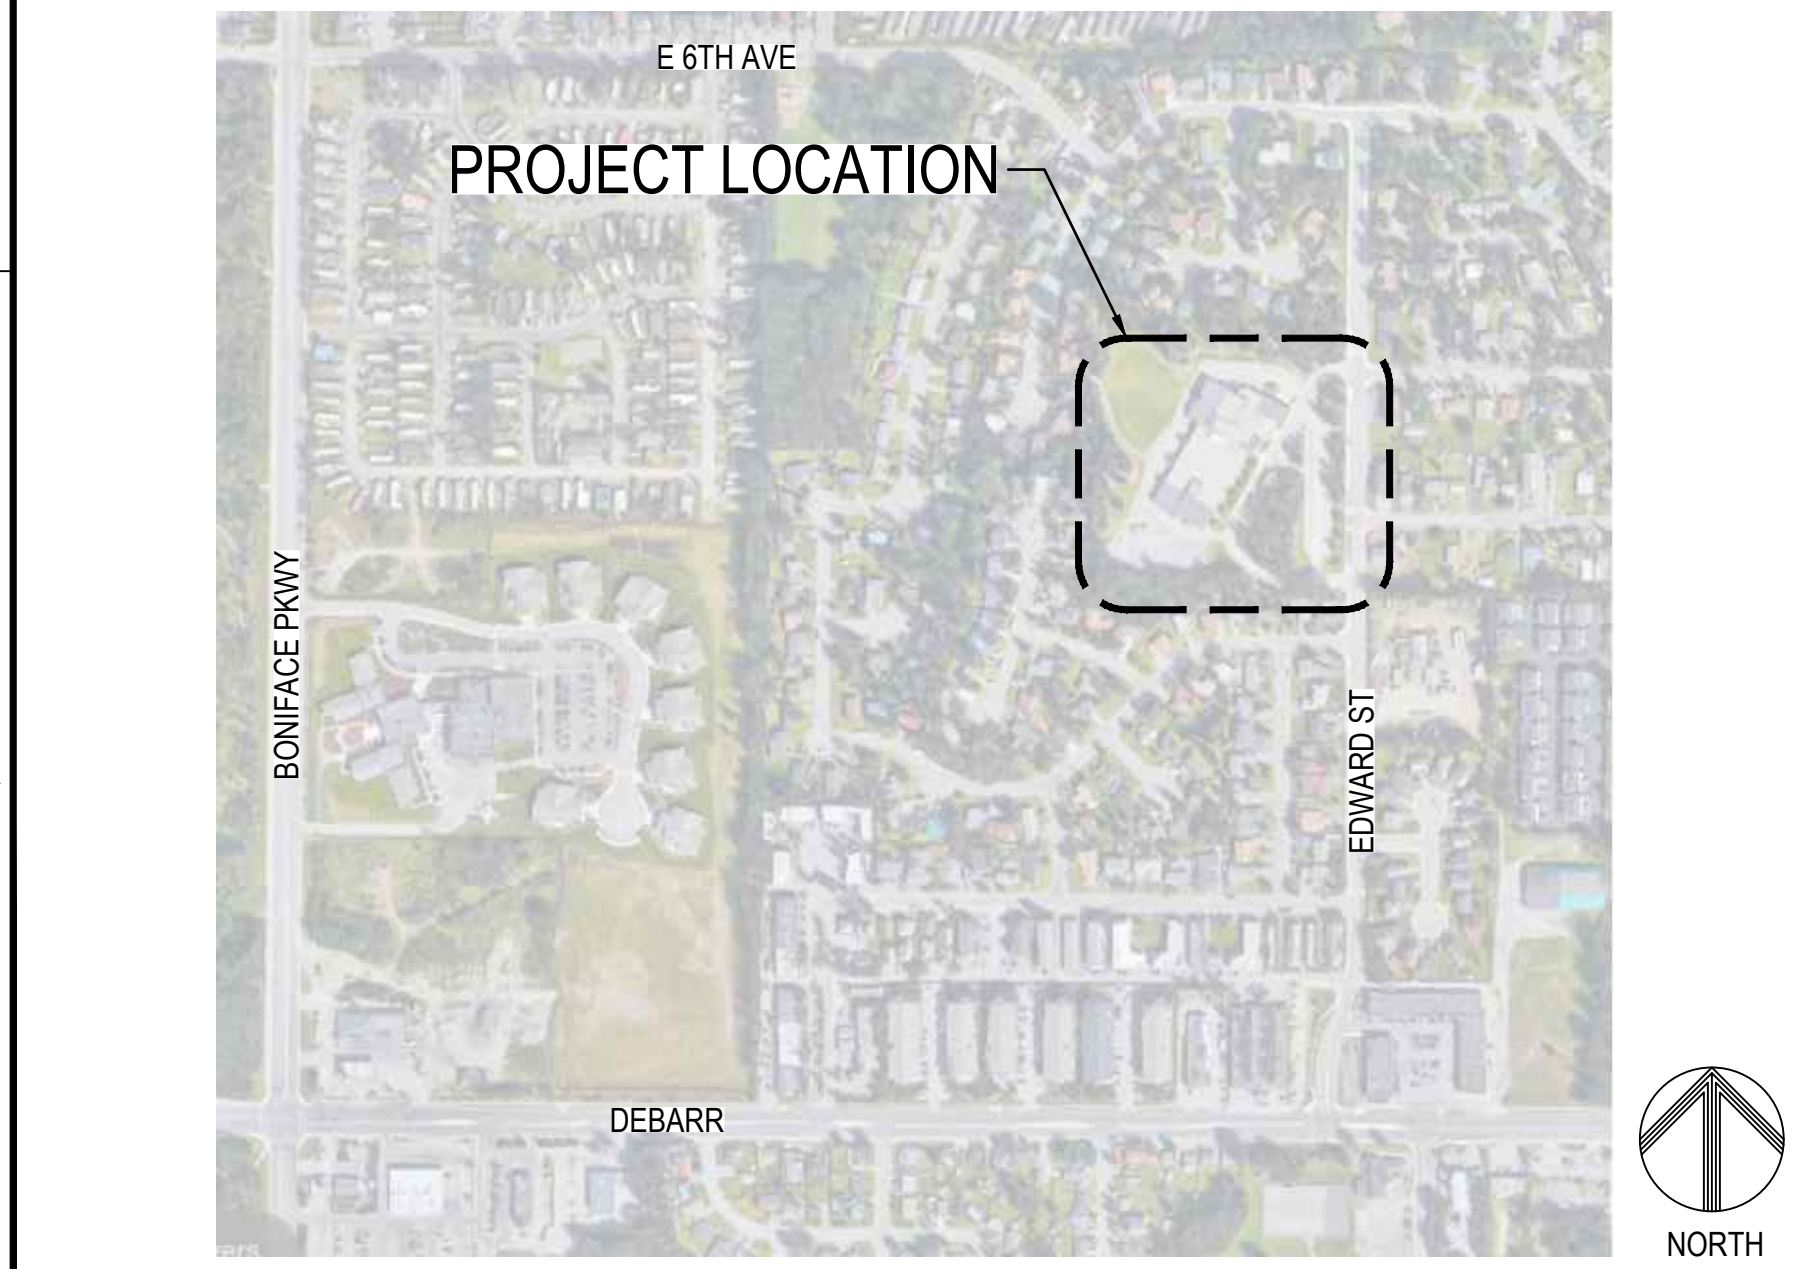 E 6TH AVE
PROJECT LOCATION
BONIFACE PKWY
EDWARD ST
DEBARR
NORTH